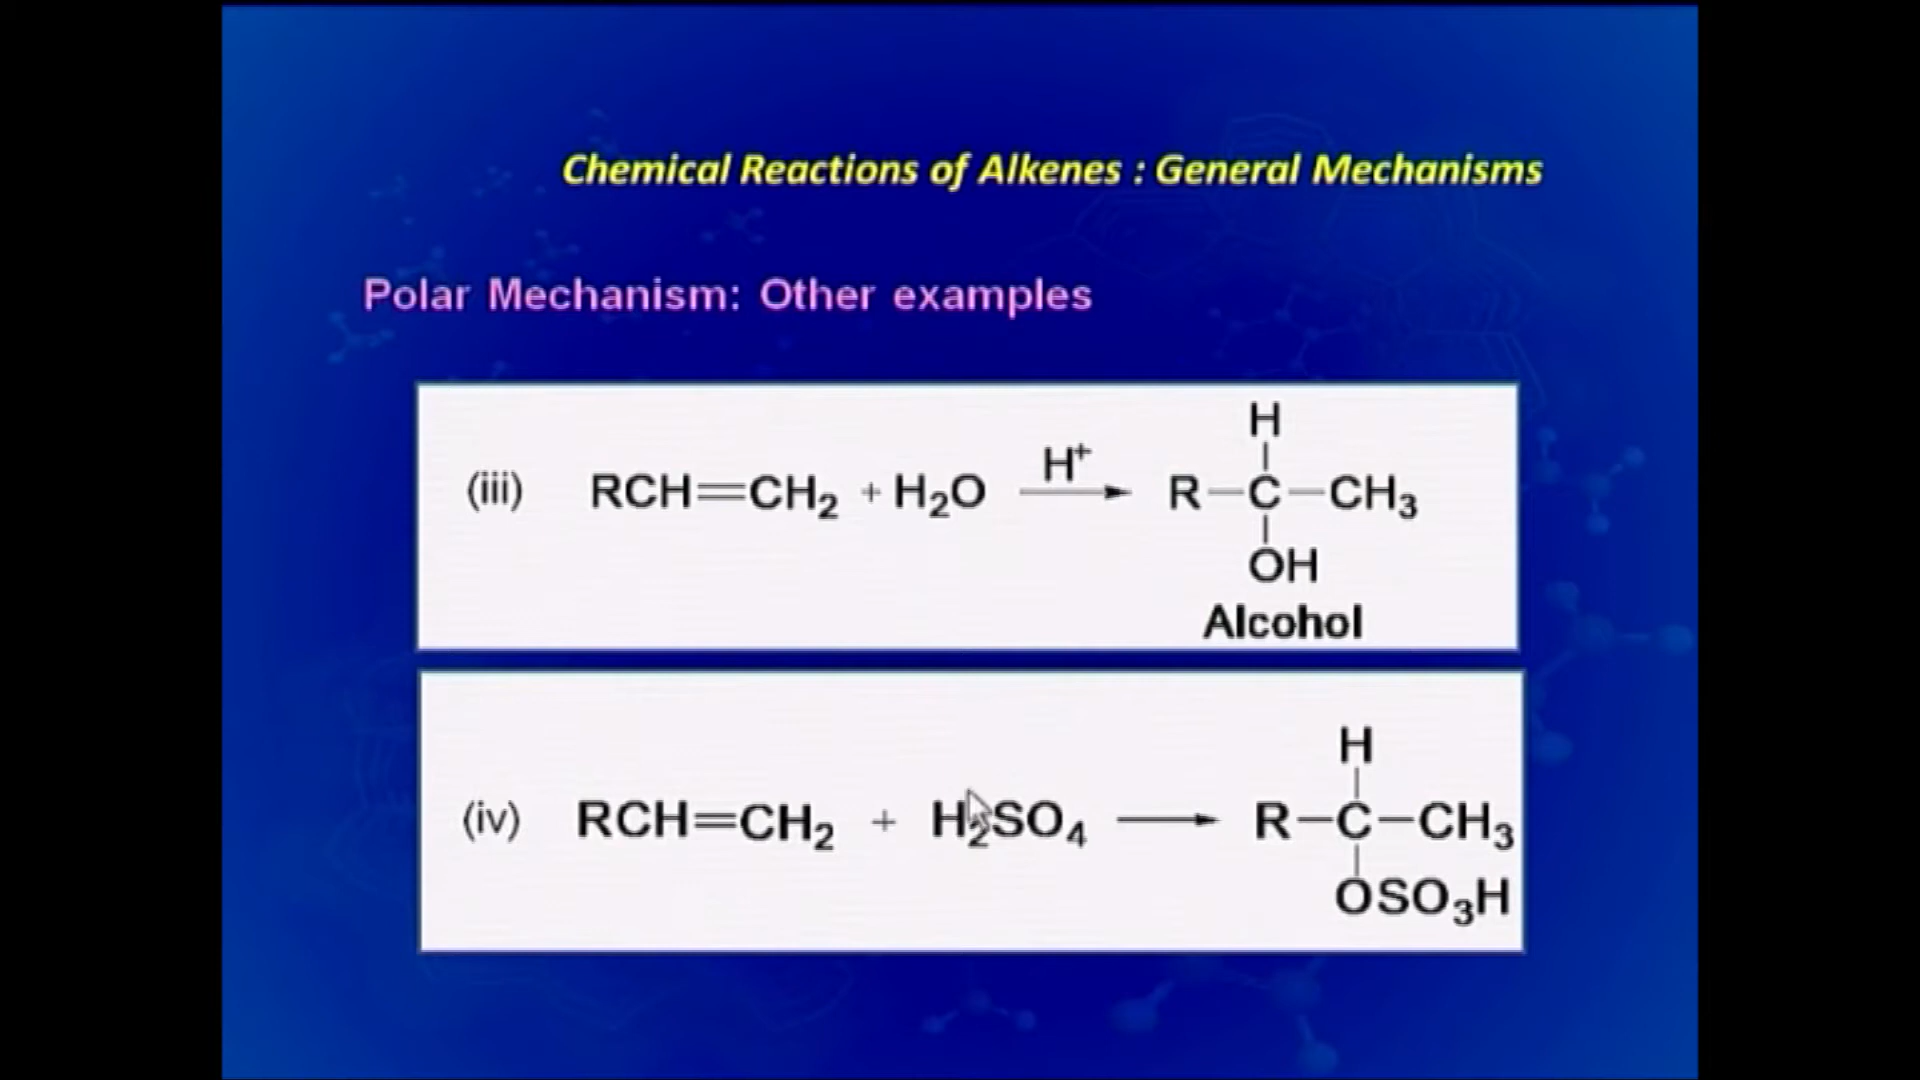 Chemical Reactions of Alkenes : General Mechanisms
Polar Mechanism: Other examples
H
(iii) RCH=CH₂ + H₂O H⁺ → R–C–CH₃
OH
Alcohol
H
(iv) RCH=CH₂ + H₂SO₄ → R–C–CH₃
OSO₃H